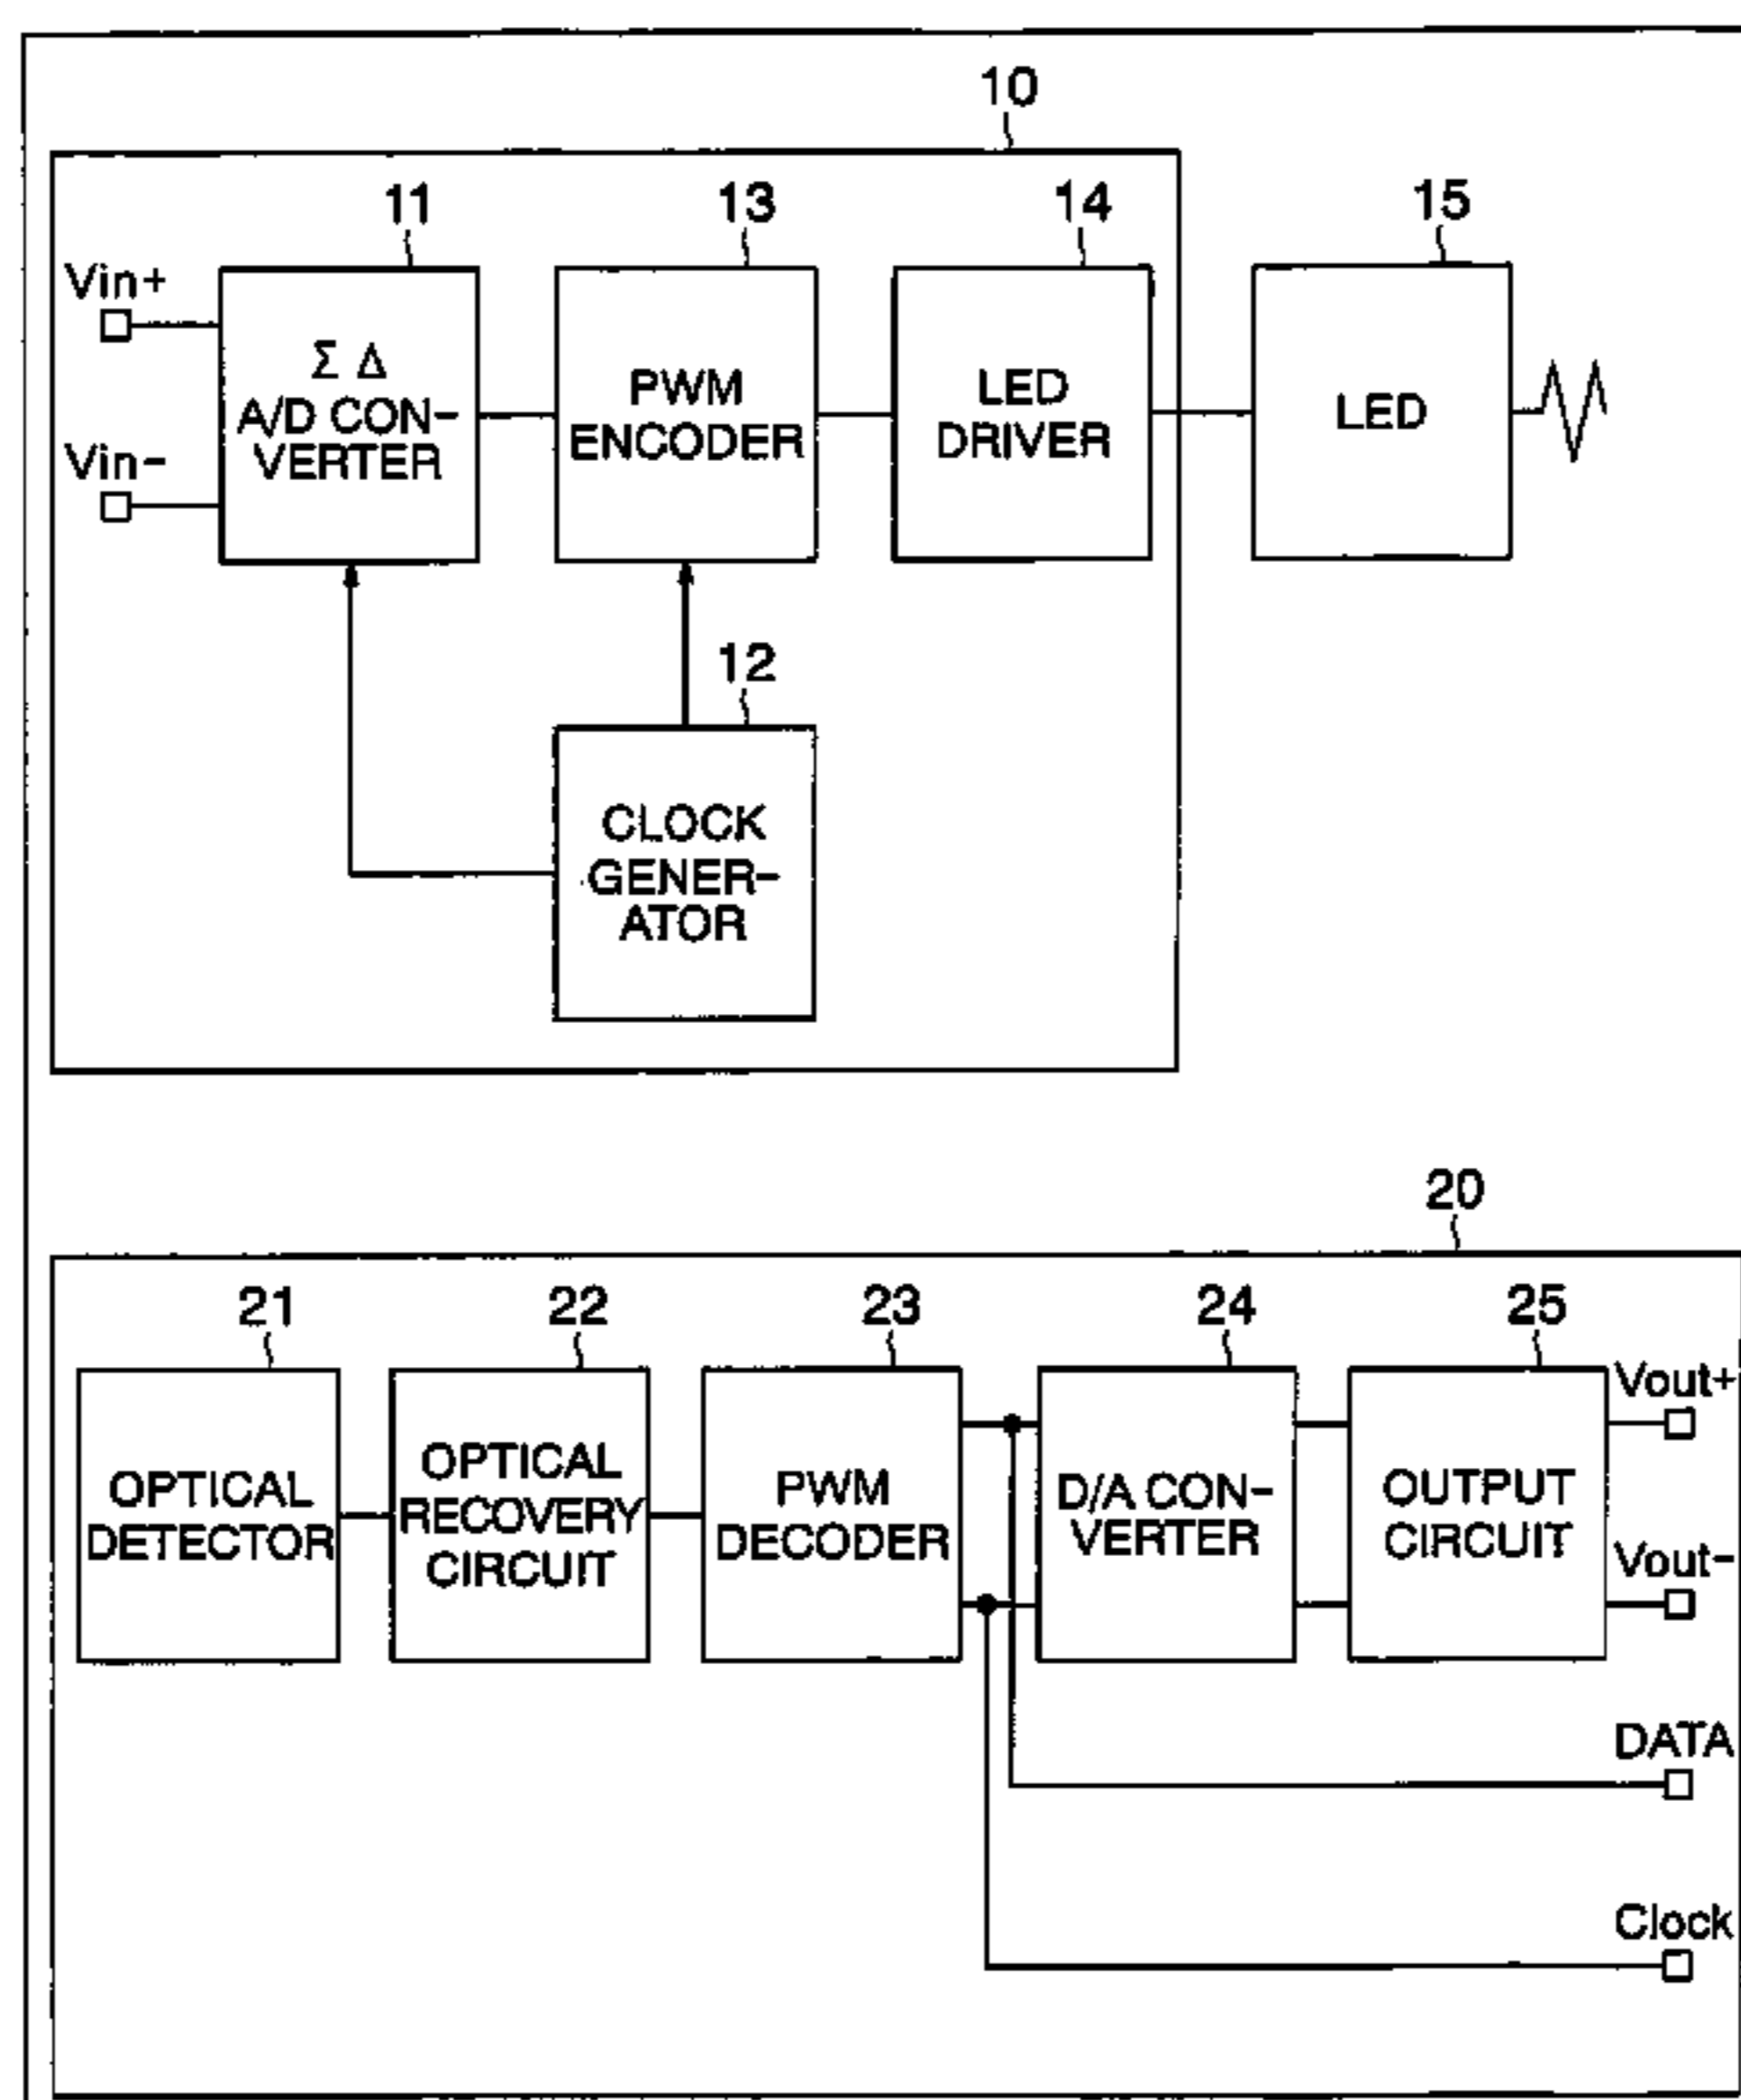 10
11
13
14
15
Vin+
Vin-
Σ Δ
A/D CON-
VERTER
PWM
ENCODER
LED
DRIVER
LED
12
CLOCK
GENER-
ATOR
20
21
22
23
24
25
OPTICAL
DETECTOR
OPTICAL
RECOVERY
CIRCUIT
PWM
DECODER
D/A CON-
VERTER
OUTPUT
CIRCUIT
Vout+
Vout-
DATA
Clock